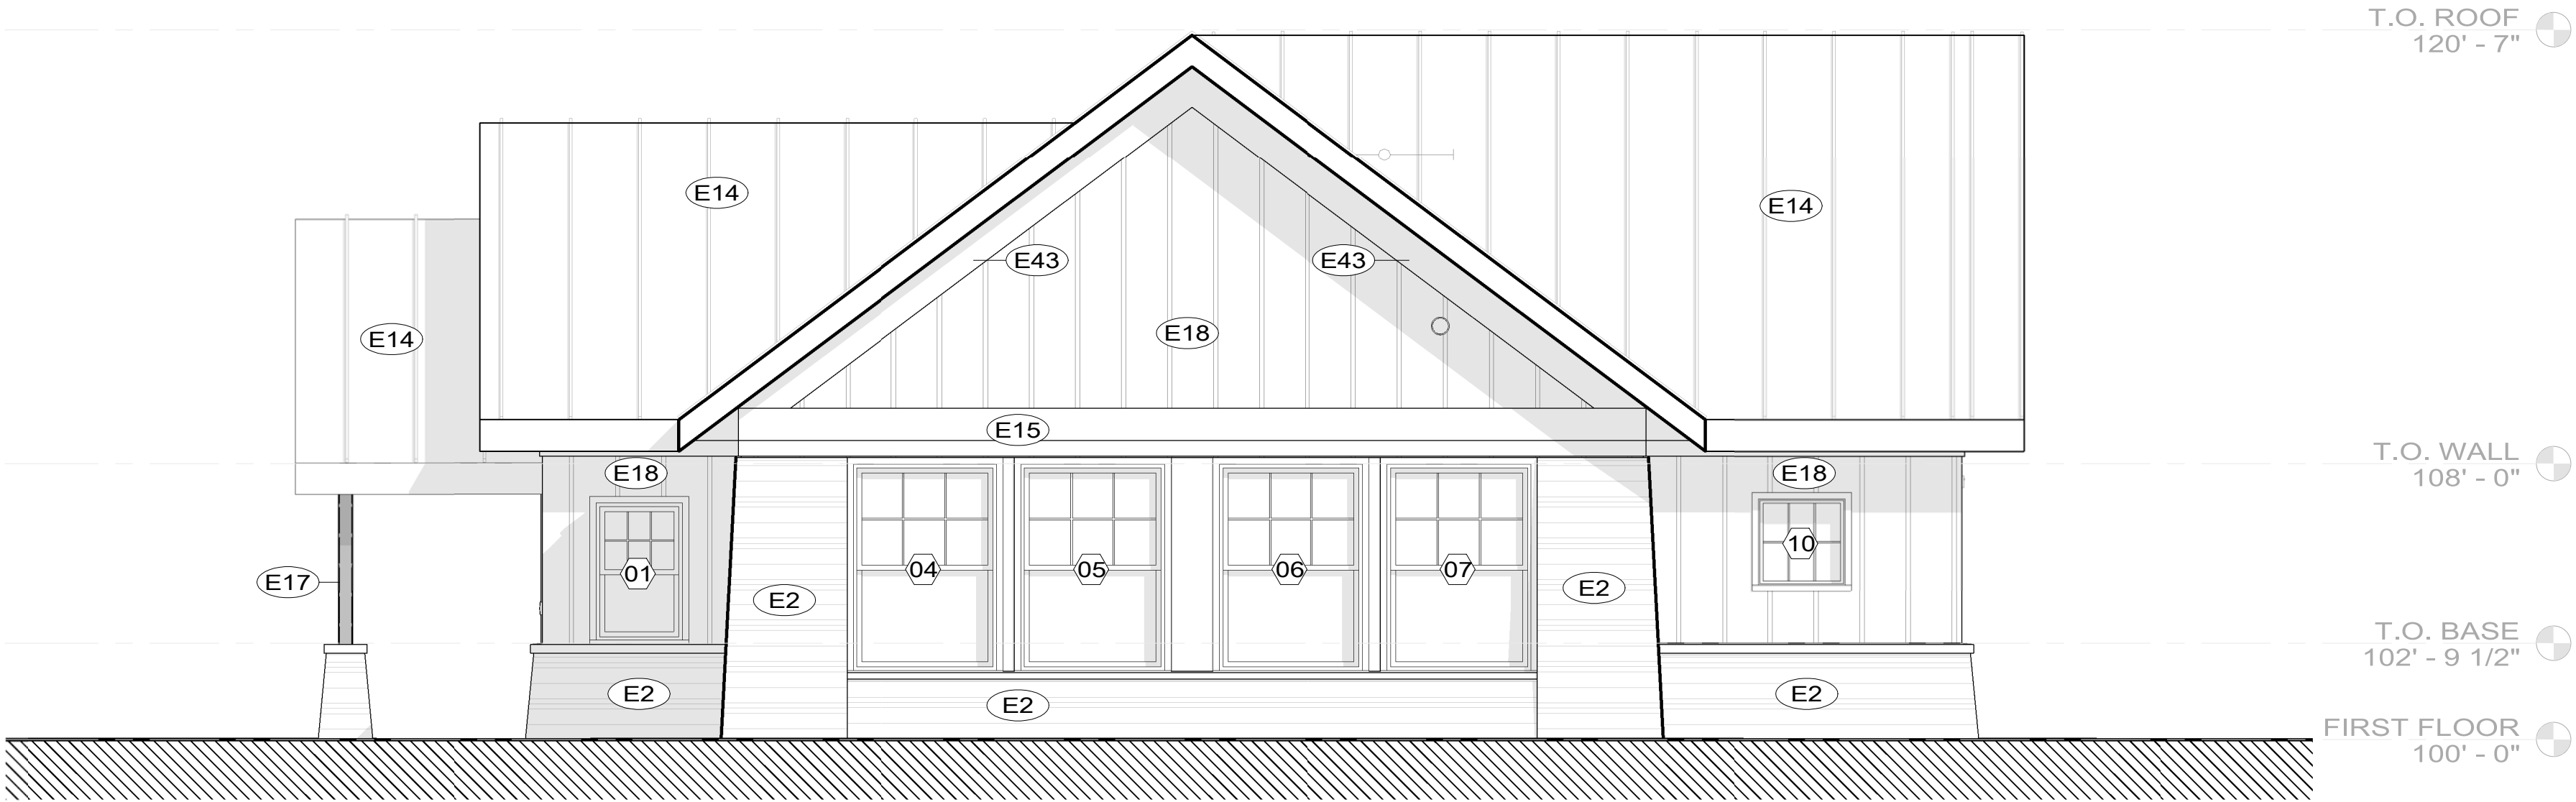 T.O. ROOF
120' - 7"
E14
E14
E43
E43
E18
E14
E15
E18
T.O. WALL
108' - 0"
E18
10
01
04
05
06
07
E17
E2
E2
T.O. BASE
102' - 9 1/2"
E2
E2
E2
FIRST FLOOR
100' - 0"